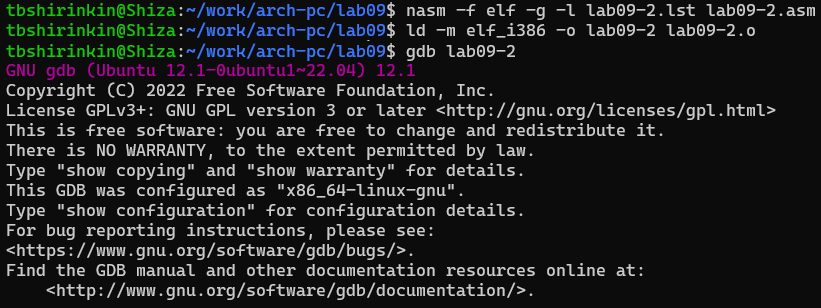 tbshirinkin@Shiza:~/work/arch-pc/lab09$ nasm -f elf -g -l lab09-2.lst lab09-2.asm
tbshirinkin@Shiza:~/work/arch-pc/lab09$ ld -m elf_i386 -o lab09-2 lab09-2.o
tbshirinkin@Shiza:~/work/arch-pc/lab09$ gdb lab09-2
GNU gdb (Ubuntu 12.1-0ubuntu1~22.04) 12.1
Copyright (C) 2022 Free Software Foundation, Inc.
License GPLv3+: GNU GPL version 3 or later <http://gnu.org/licenses/gpl.html>
This is free software: you are free to change and redistribute it.
There is NO WARRANTY, to the extent permitted by law.
Type "show copying" and "show warranty" for details.
This GDB was configured as "x86_64-linux-gnu".
Type "show configuration" for configuration details.
For bug reporting instructions, please see:
<https://www.gnu.org/software/gdb/bugs/>.
Find the GDB manual and other documentation resources online at:
    <http://www.gnu.org/software/gdb/documentation/>.